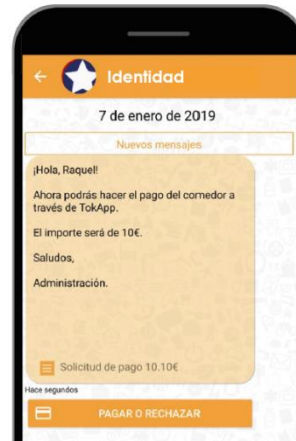 Identidad
7 de enero de 2019
Nuevos mensajes
¡Hola, Raquel!
Ahora podrás hacer el pago del comedor a
través de TokApp.
El importe será de 10€.
Saludos,
Administración.
Solicitud de pago 10.10€
Hace segundos
PAGAR O RECHAZAR